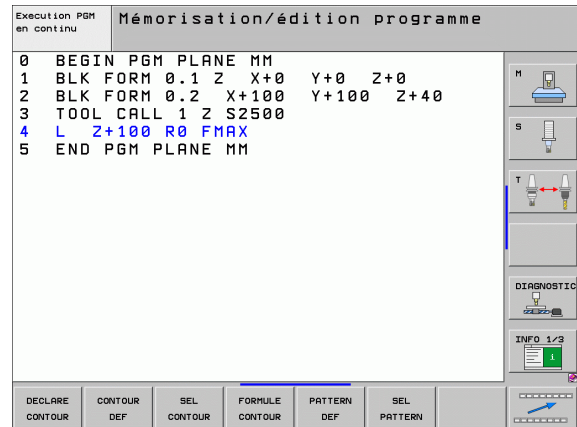 Execution PGM
en continu
Mémorisation/édition programme
0 BEGIN PGM PLANE MM
1 BLK FORM 0.1 Z X+0 Y+0 Z+0
2 BLK FORM 0.2 X+100 Y+100 Z+40
3 TOOL CALL 1 Z S2500
4 L Z+100 R0 FMAX
5 END PGM PLANE MM
M
S
T
DIAGNOSTIC
INFO 1/3
i
DECLARE
CONTOUR
CONTOUR
DEF
SEL
CONTOUR
FORMULE
CONTOUR
PATTERN
DEF
SEL
PATTERN